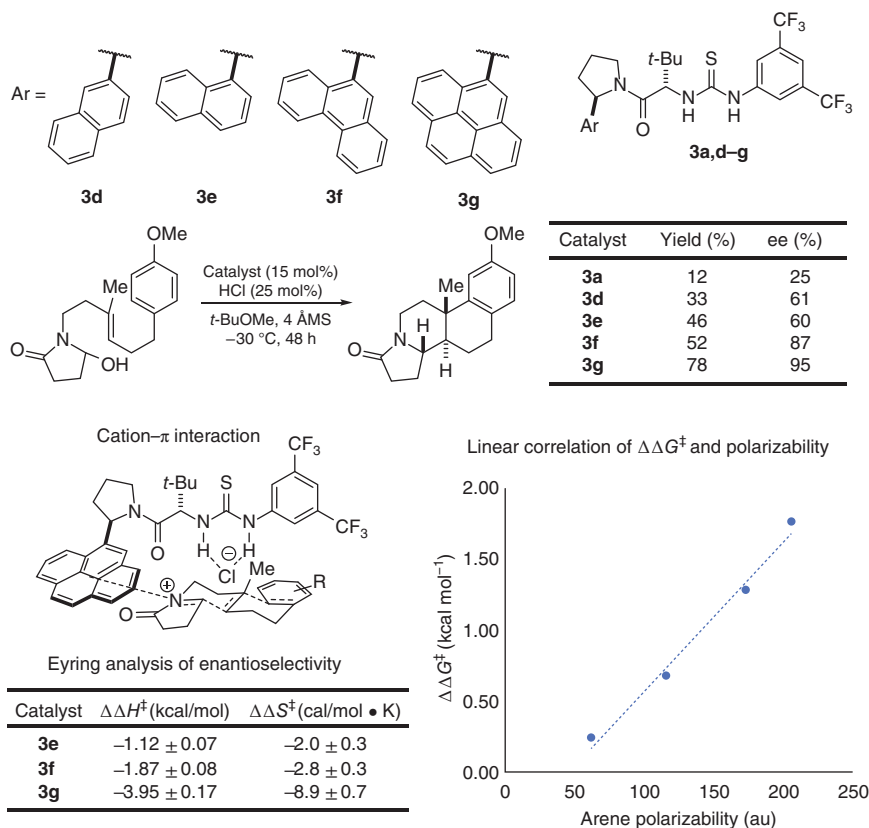 Ar =
3d
3e
3f
3g
N
O
t-Bu
N
H
S
N
H
CF3
CF3
Ar
3a,d–g
OMe
Me
N
O
OH
Catalyst (15 mol%)
HCl (25 mol%)
t-BuOMe, 4 ÅMS
−30 °C, 48 h
OMe
Me
H
N
O
H
Catalyst Yield (%) ee (%)
3a 12 25
3d 33 61
3e 46 60
3f 52 87
3g 78 95
Cation–π interaction
N
O
t-Bu
N
H
S
N
H
CF3
CF3
⊖
Cl
Me
R
⊕
N
O
Eyring analysis of enantioselectivity
Catalyst ΔΔH‡ (kcal/mol) ΔΔS‡ (cal/mol • K)
3e –1.12 ± 0.07 –2.0 ± 0.3
3f –1.87 ± 0.08 –2.8 ± 0.3
3g –3.95 ± 0.17 –8.9 ± 0.7
Linear correlation of ΔΔG‡ and polarizability
ΔΔG‡ (kcal mol−1)
2.00
1.50
1.00
0.50
0.00
0 50 100 150 200 250
Arene polarizability (au)